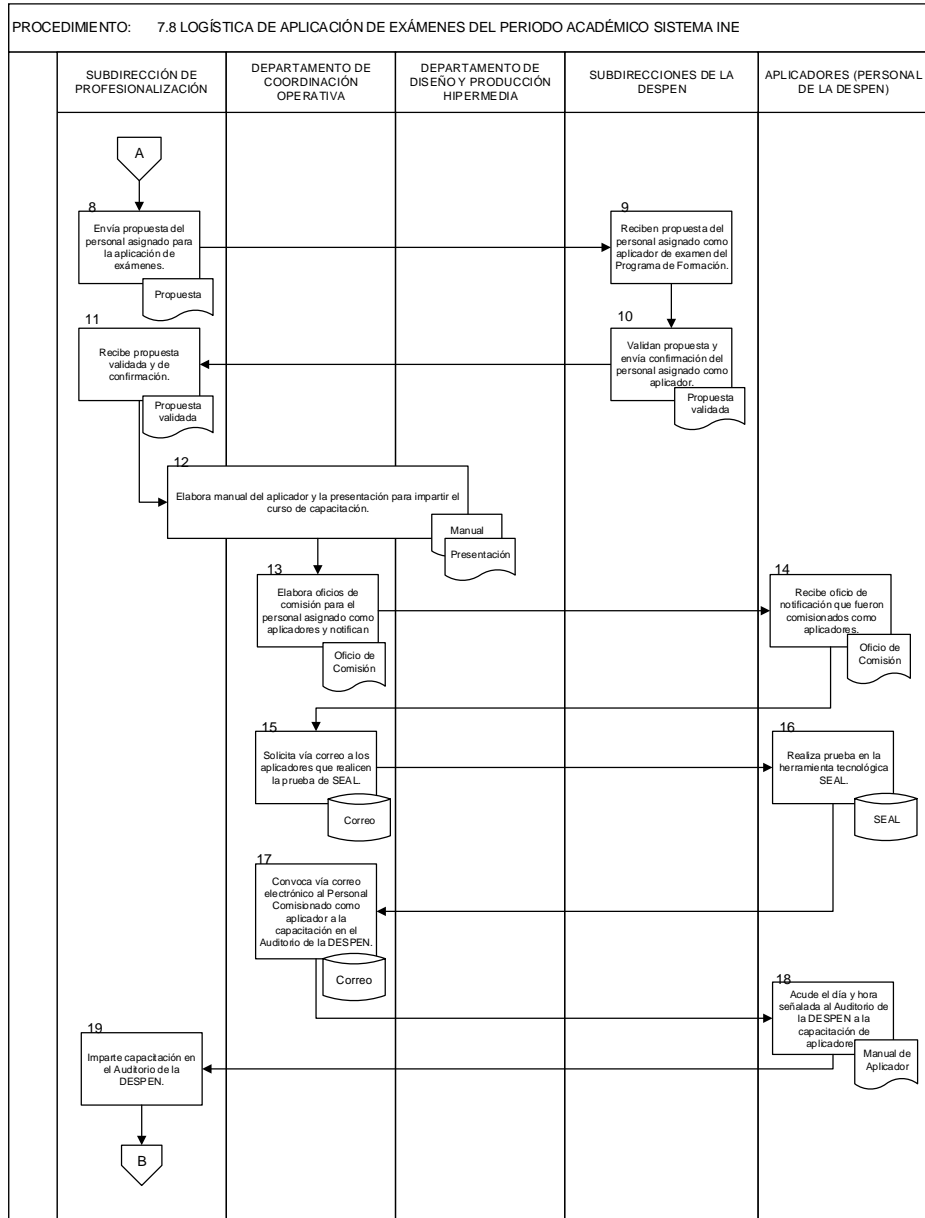 PROCEDIMIENTO: 7.8 LOGÍSTICA DE APLICACIÓN DE EXÁMENES DEL PERIODO ACADÉMICO SISTEMA INE
SUBDIRECCIÓN DE
PROFESIONALIZACIÓN
DEPARTAMENTO DE
COORDINACIÓN
OPERATIVA
DEPARTAMENTO DE
DISEÑO Y PRODUCCIÓN
HIPERMEDIA
SUBDIRECCIONES DE LA
DESPEN
APLICADORES (PERSONAL
DE LA DESPEN)
A
8
Envía propuesta del
personal asignado para
la aplicación de
exámenes.
Propuesta
9
Reciben propuesta del
personal asignado como
aplicador de examen del
Programa de Formación.
10
Validan propuesta y
envía confirmación del
personal asignado como
aplicador.
Propuesta
validada
11
Recibe propuesta
validada y de
confirmación.
Propuesta
validada
12
Elabora manual del aplicador y la presentación para impartir el
curso de capacitación.
Manual
Presentación
13
Elabora oficios de
comisión para el
personal asignado como
aplicadores y notifican
Oficio de
Comisión
14
Recibe oficio de
notificación que fueron
comisionados como
aplicadores.
Oficio de
Comisión
15
Solicita vía correo a los
aplicadores que realicen
la prueba de SEAL.
Correo
16
Realiza prueba en la
herramienta tecnológica
SEAL.
SEAL
17
Convoca vía correo
electrónico al Personal
Comisionado como
aplicador a la
capacitación en el
Auditorio de la DESPEN.
Correo
18
Acude el día y hora
señalada al Auditorio de
la DESPEN a la
capacitación de
aplicadore
Manual de
Aplicador
19
Imparte capacitación en
el Auditorio de la
DESPEN.
B